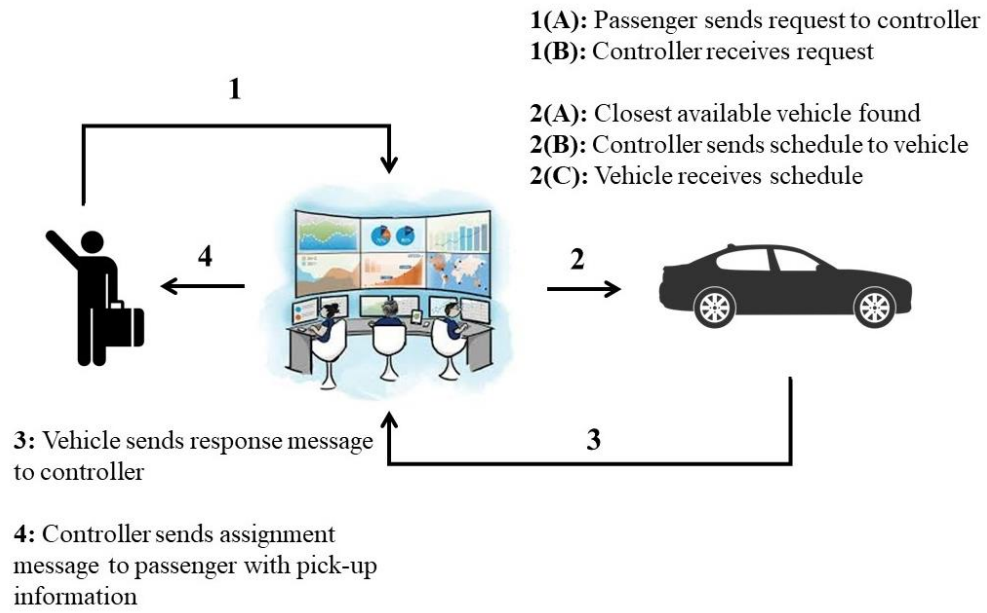 1(A): Passenger sends request to controller
1(B): Controller receives request
1
2(A): Closest available vehicle found
2(B): Controller sends schedule to vehicle
2(C): Vehicle receives schedule
4
2
3: Vehicle sends response message
to controller
3
4: Controller sends assignment
message to passenger with pick-up
information